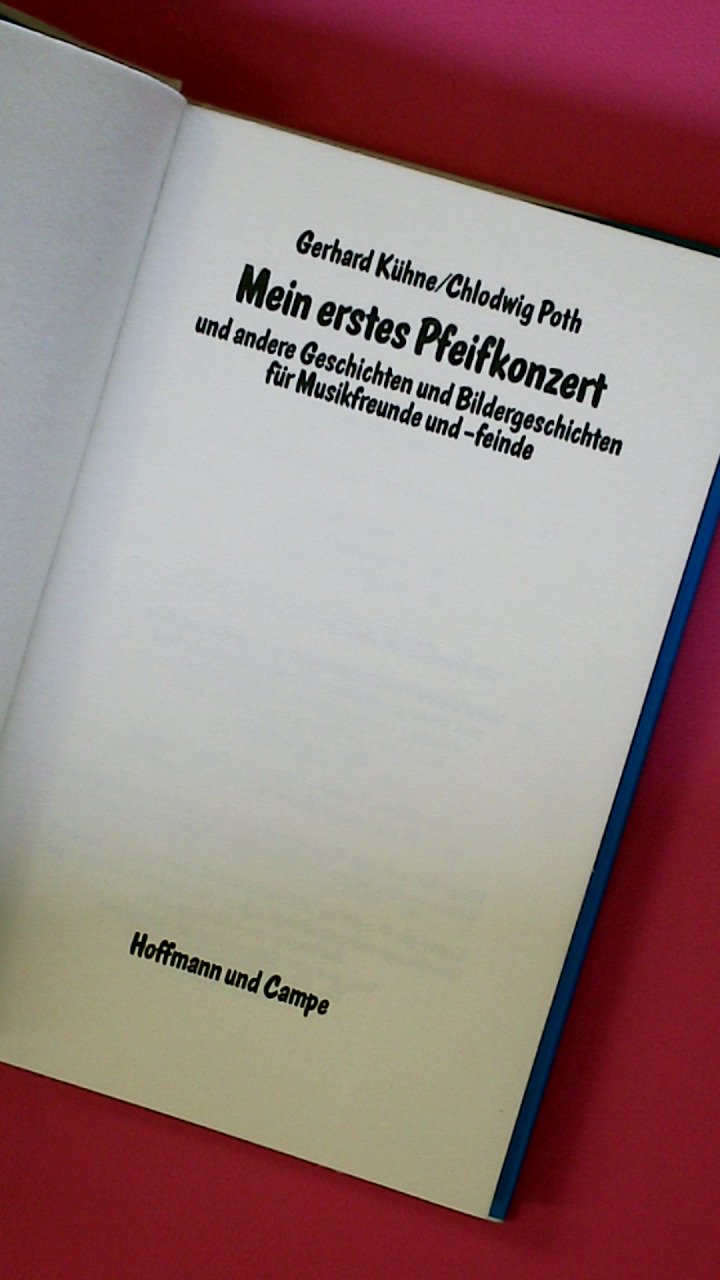 Gerhard Kühne/Chlodwig Poth
Mein erstes Pfeifkonzert
und andere Geschichten und Bildergeschichten
für Musikfreunde und -feinde
Hoffmann und Campe